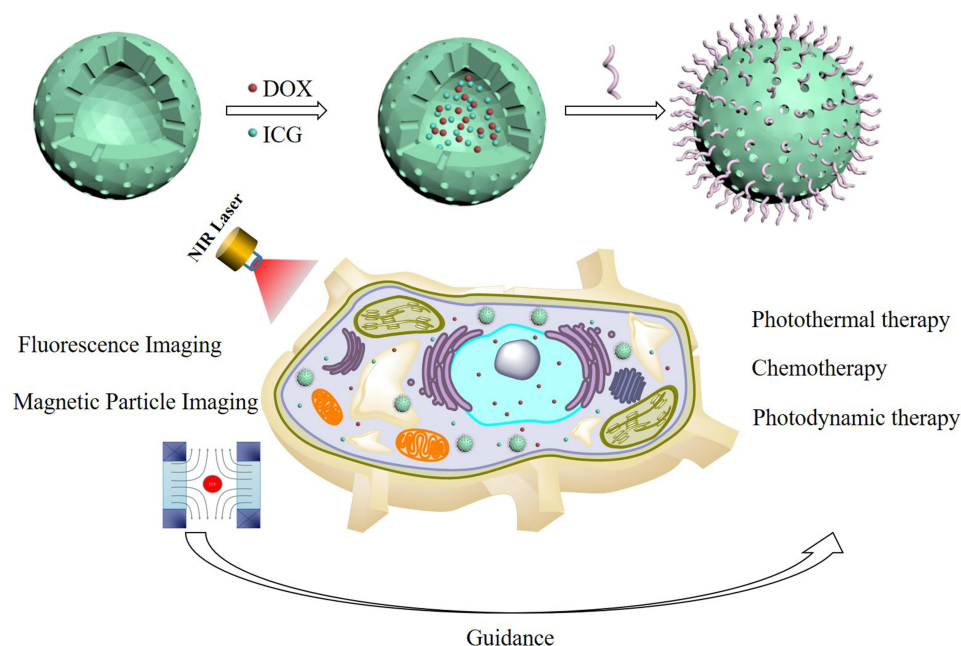 DOX
ICG
NIR Laser
Fluorescence Imaging
Magnetic Particle Imaging
Photothermal therapy
Chemotherapy
Photodynamic therapy
Guidance